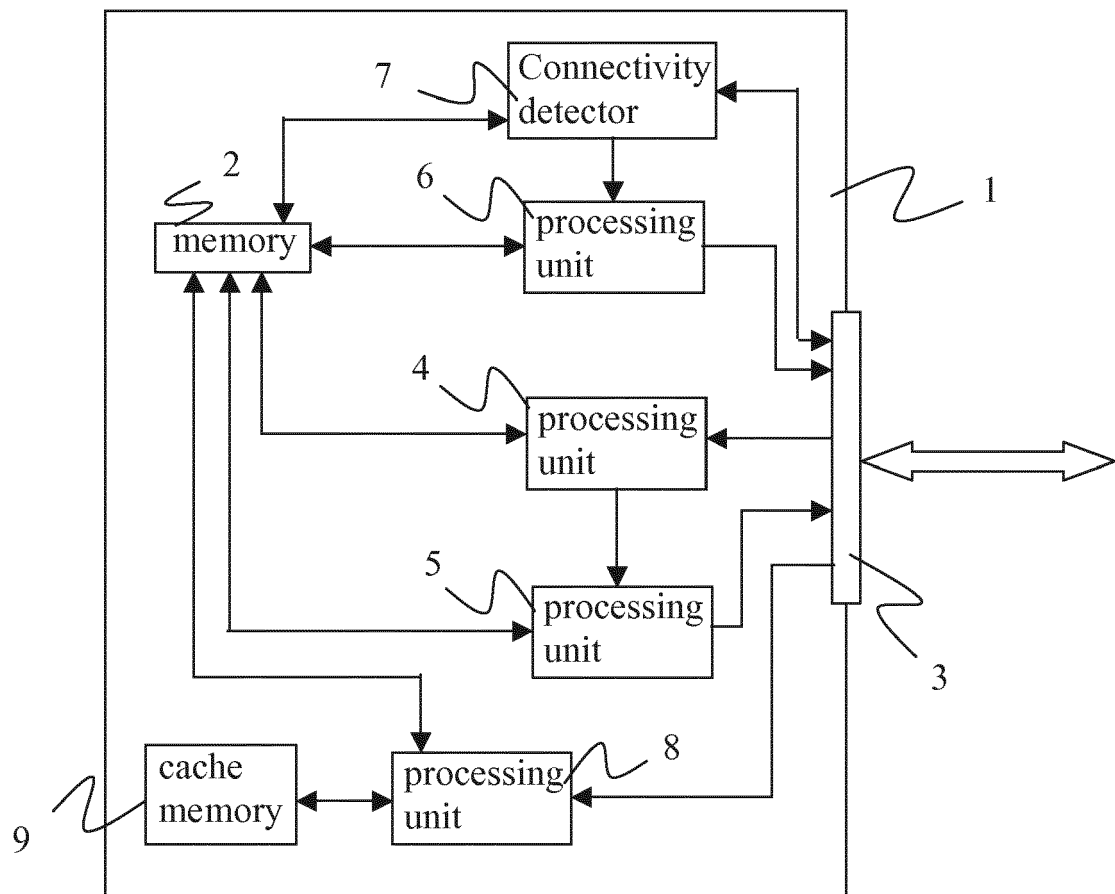 Connectivity
detector
7
2
6
1
memory
processing
unit
4
processing
unit
5
processing
unit
3
8
cache
memory
processing
unit
9